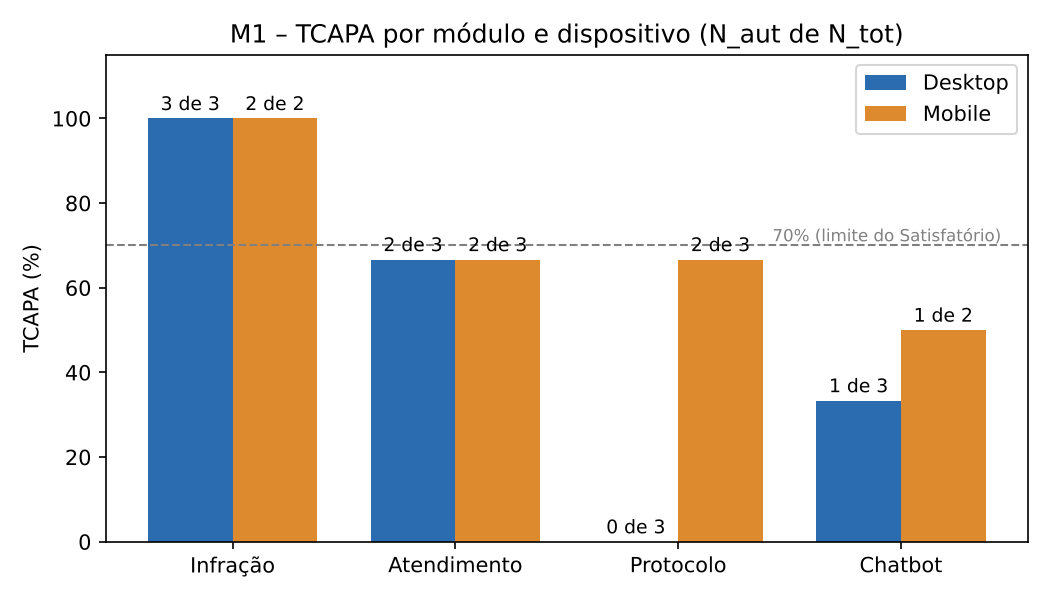 M1 – TCAPA por módulo e dispositivo (N_aut de N_tot)
Desktop
Mobile
TCAPA (%)
100
80
60
40
20
0
3 de 3
2 de 2
2 de 3
2 de 3
0 de 3
2 de 3
1 de 3
1 de 2
70% (limite do Satisfatório)
Infração
Atendimento
Protocolo
Chatbot